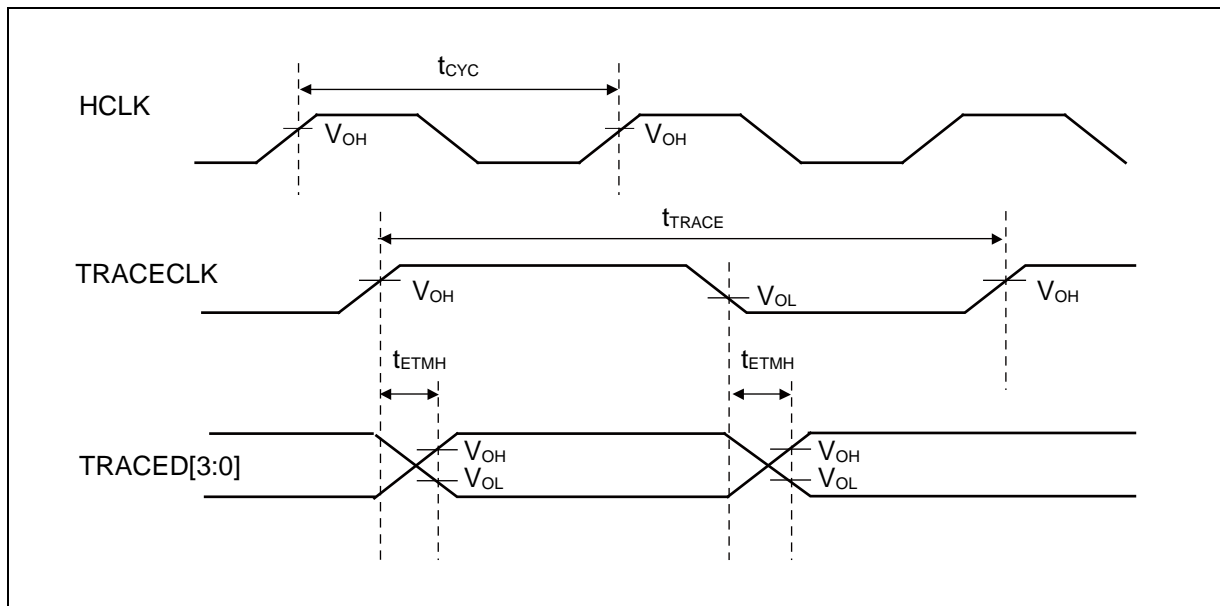 tCYC
HCLK
VOH VOH
tTRACE
TRACECLK
VOH VOL VOH
tETMH tETMH
VOH VOH
TRACED[3:0]
VOL VOL